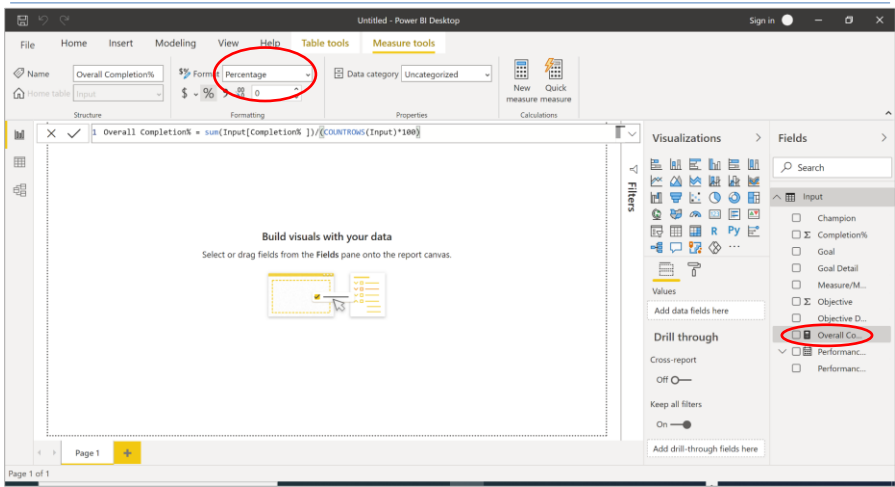 Untitled - Power BI Desktop
Sign in
File Home Insert Modeling View Help Table tools Measure tools
Name Overall Completion%
Home table Input
Structure
Format Percentage
$ % 9 0
Formatting
Data category Uncategorized
Properties
New measure
Quick measure
Calculations
1 Overall Completion% = sum(Input[Completion% ])/(COUNTROWS(Input)*100)
Build visuals with your data
Select or drag fields from the Fields pane onto the report canvas.
Filters
Visualizations
R Py
Values
Add data fields here
Drill through
Cross-report
Off
Keep all filters
On
Add drill-through fields here
Fields
Search
Input
Champion
Σ Completion%
Goal
Goal Detail
Measure/M...
Σ Objective
Objective D...
Overall Co...
Performanc...
Performanc...
Page 1
Page 1 of 1